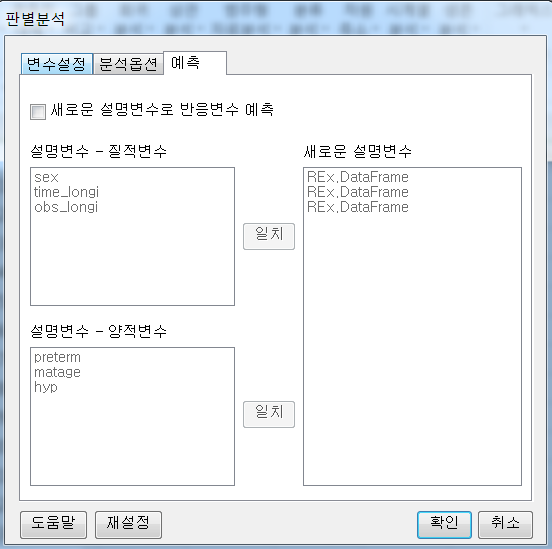 판별분석
변수설정 분석옵션 예측
새로운 설명변수로 반응변수 예측
설명변수 - 질적변수
sex
time_longi
obs_longi
일치
설명변수 - 양적변수
preterm
matage
hyp
일치
새로운 설명변수
REx.DataFrame
REx.DataFrame
REx.DataFrame
도움말 재설정 확인 취소